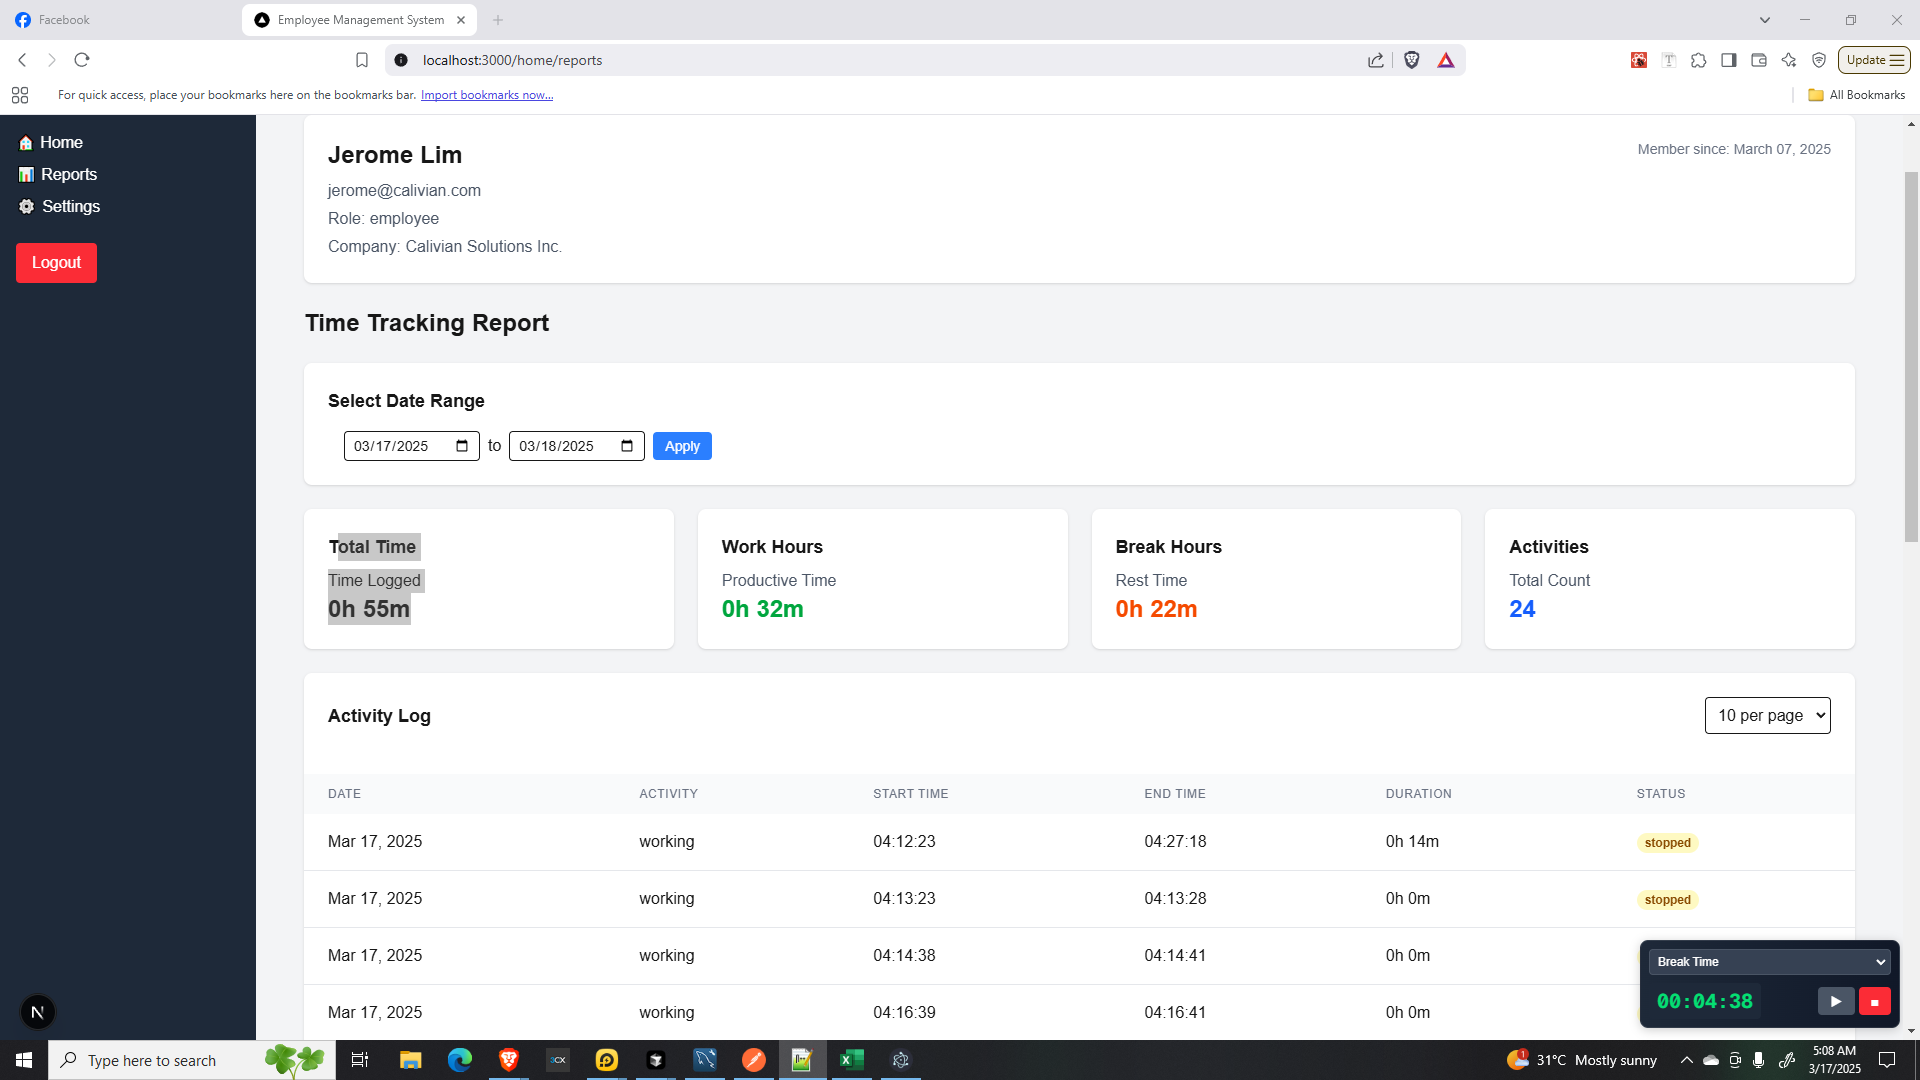 Facebook
Employee Management System
localhost:3000/home/reports
Update
For quick access, place your bookmarks here on the bookmarks bar. Import bookmarks now...
All Bookmarks
Home
Reports
Settings
Logout
Jerome Lim
Member since: March 07, 2025
jerome@calivian.com
Role: employee
Company: Calivian Solutions Inc.
Time Tracking Report
Select Date Range
03/17/2025 to 03/18/2025 Apply
Total Time
Time Logged
0h 55m
Work Hours
Productive Time
0h 32m
Break Hours
Rest Time
0h 22m
Activities
Total Count
24
Activity Log
10 per page
DATE ACTIVITY START TIME END TIME DURATION STATUS
Mar 17, 2025 working 04:12:23 04:27:18 0h 14m stopped
Mar 17, 2025 working 04:13:23 04:13:28 0h 0m stopped
Mar 17, 2025 working 04:14:38 04:14:41 0h 0m
Mar 17, 2025 working 04:16:39 04:16:41 0h 0m
Break Time
00:04:38
N
Type here to search
1
31°C Mostly sunny
5:08 AM
3/17/2025